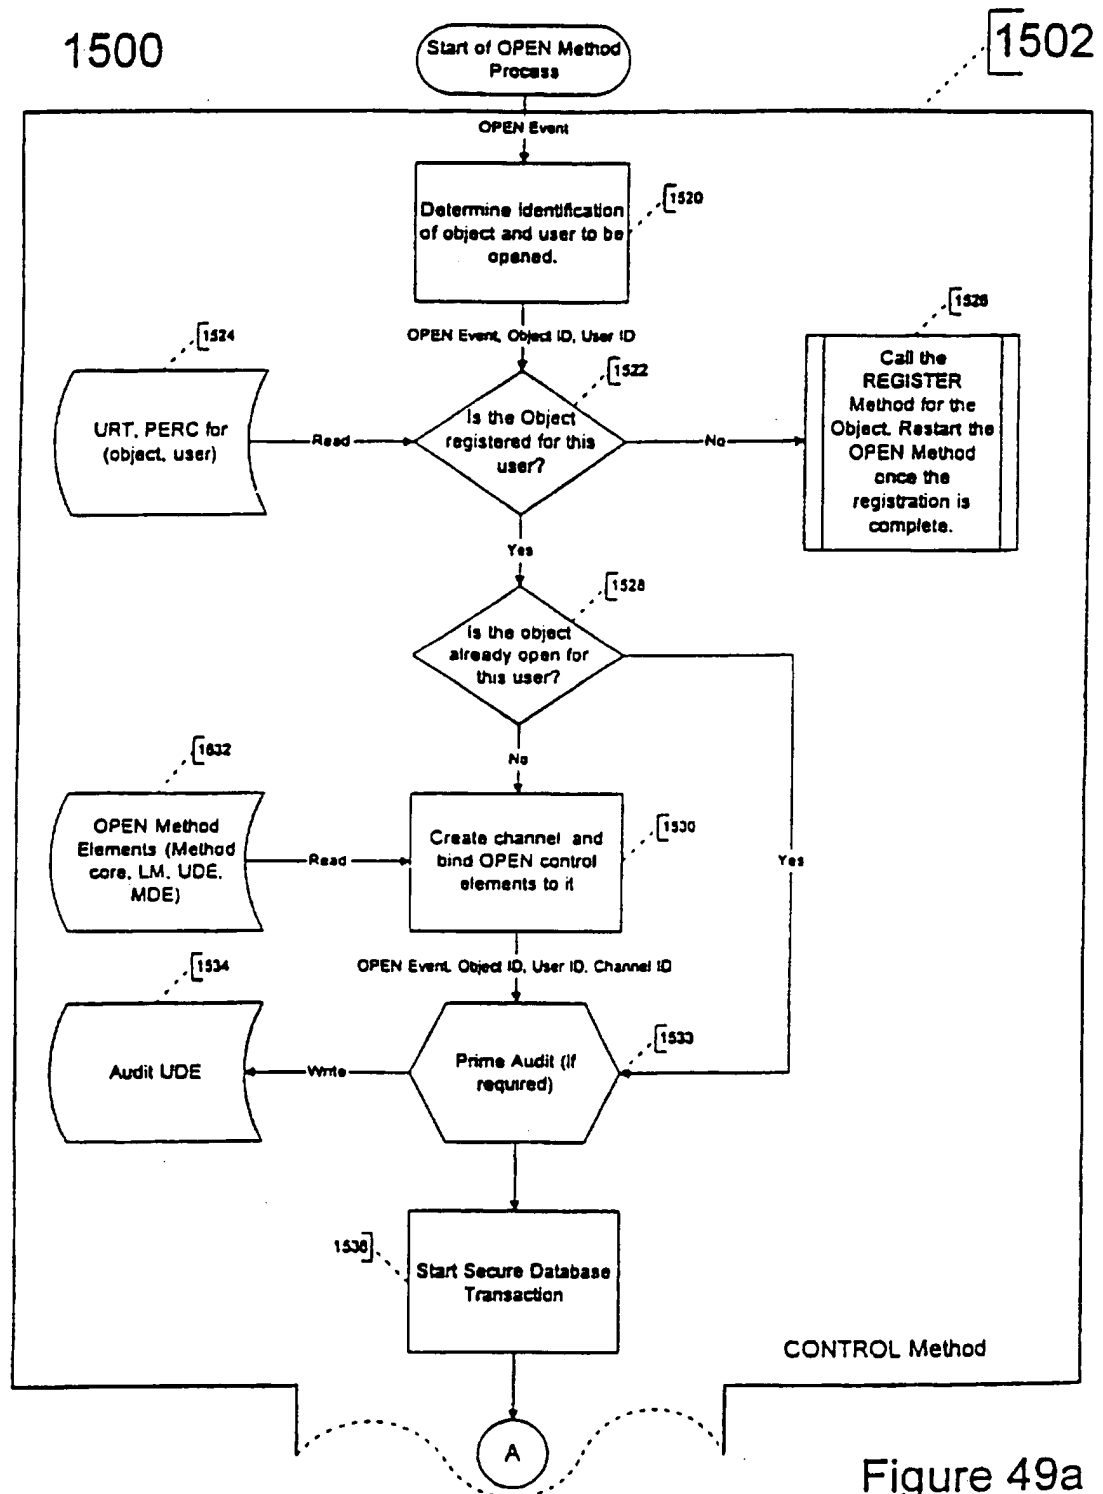 1500
1502
Start of OPEN Method
Process
OPEN Event
Determine identification
of object and user to be
opened.
1520
OPEN Event, Object ID, User ID
1524
URT, PERC for
(object, user)
Read
1522
Is the Object
registered for this
user?
No
1526
Call the
REGISTER
Method for the
Object. Restart the
OPEN Method
once the
registration is
complete.
Yes
1528
Is the object
already open for
this user?
No
Yes
1632
OPEN Method
Elements (Method
core, LM, UDE,
MDE)
Read
1530
Create channel and
bind OPEN control
elements to it
OPEN Event, Object ID, User ID, Channel ID
1534
Audit UDE
Write
1533
Prime Audit (if
required)
1536
Start Secure Database
Transaction
CONTROL Method
A
Figure 49a